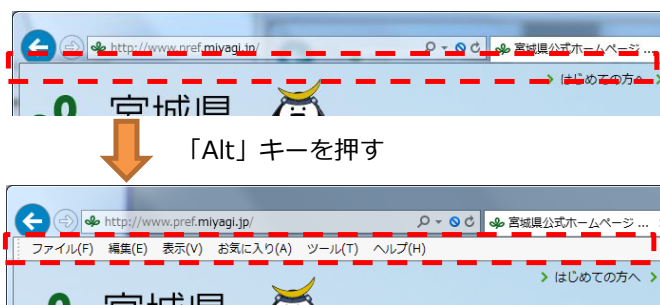 http://www.pref.miyagi.jp/
宮城県公式ホームページ ...
はじめての方へ
宮城県
「Alt」キーを押す
http://www.pref.miyagi.jp/
宮城県公式ホームページ ...
ファイル(F) 編集(E) 表示(V) お気に入り(A) ツール(T) ヘルプ(H)
はじめての方へ
宮城県